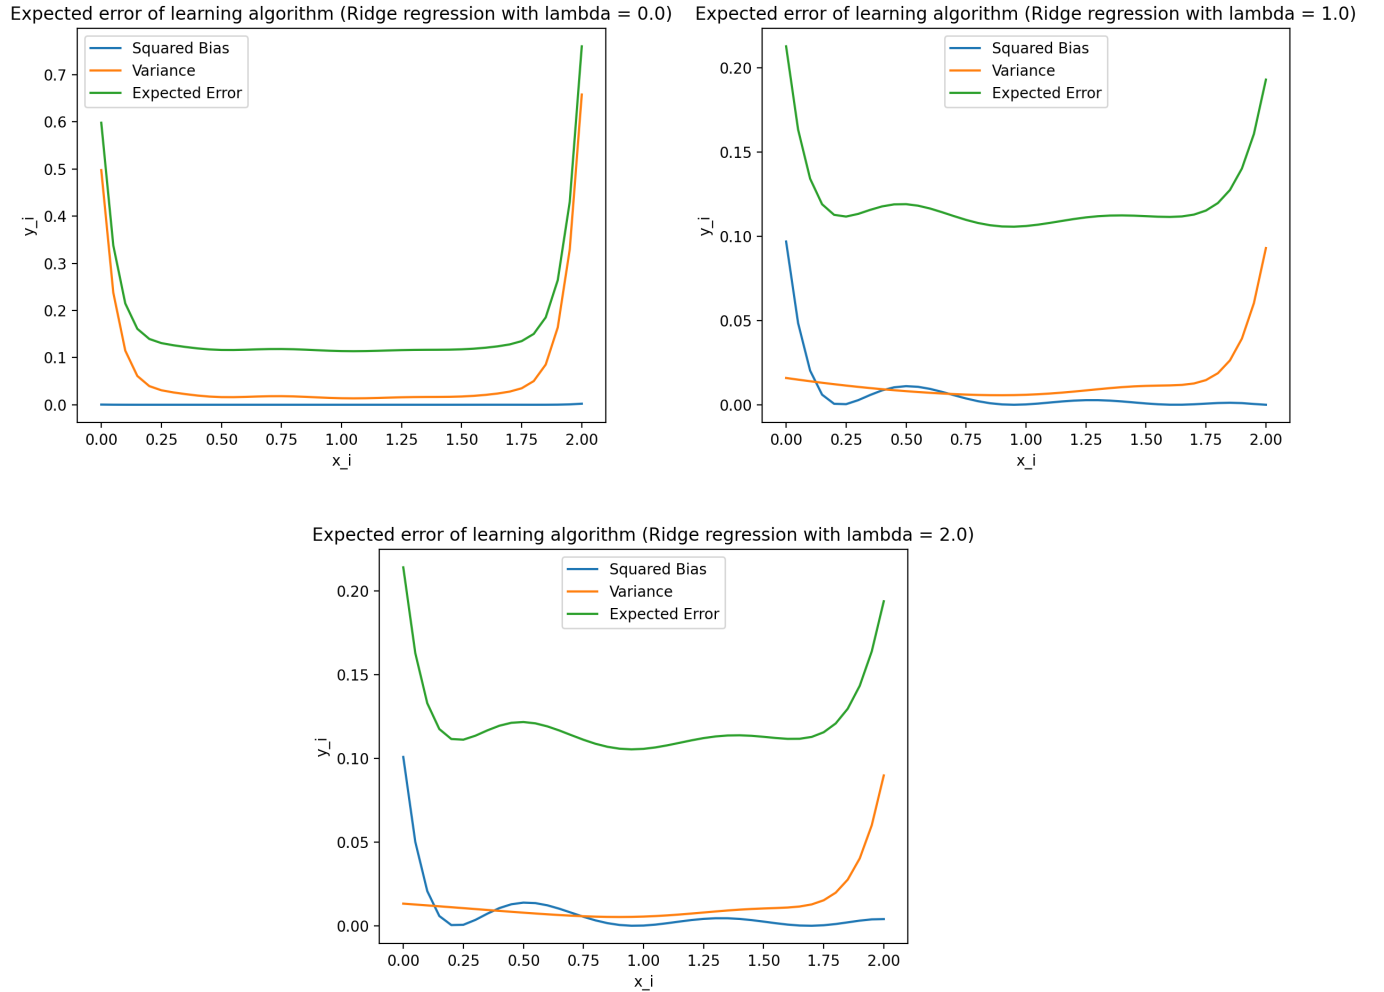 Expected error of learning algorithm (Ridge regression with lambda = 0.0)
Squared Bias
Variance
Expected Error
y_i
0.7
0.6
0.5
0.4
0.3
0.2
0.1
0.0
0.00 0.25 0.50 0.75 1.00 1.25 1.50 1.75 2.00
x_i
Expected error of learning algorithm (Ridge regression with lambda = 1.0)
Squared Bias
Variance
Expected Error
y_i
0.20
0.15
0.10
0.05
0.00
0.00 0.25 0.50 0.75 1.00 1.25 1.50 1.75 2.00
x_i
Expected error of learning algorithm (Ridge regression with lambda = 2.0)
Squared Bias
Variance
Expected Error
y_i
0.20
0.15
0.10
0.05
0.00
0.00 0.25 0.50 0.75 1.00 1.25 1.50 1.75 2.00
x_i